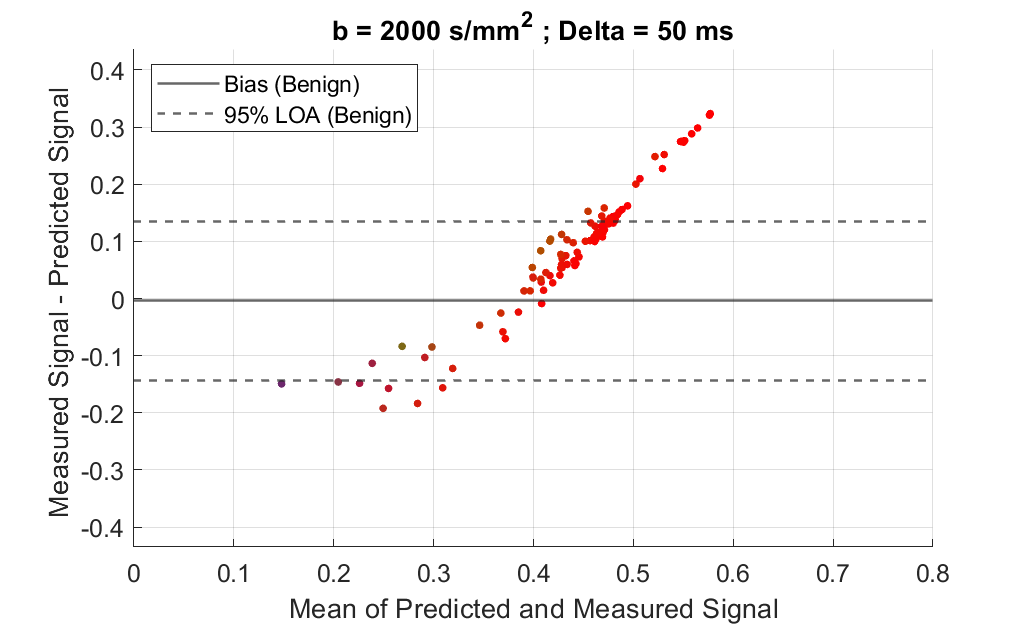 b = 2000 s/mm² ; Delta = 50 ms
Bias (Benign)
95% LOA (Benign)
Measured Signal - Predicted Signal
0.4
0.3
0.2
0.1
0
-0.1
-0.2
-0.3
-0.4
0 0.1 0.2 0.3 0.4 0.5 0.6 0.7 0.8
Mean of Predicted and Measured Signal